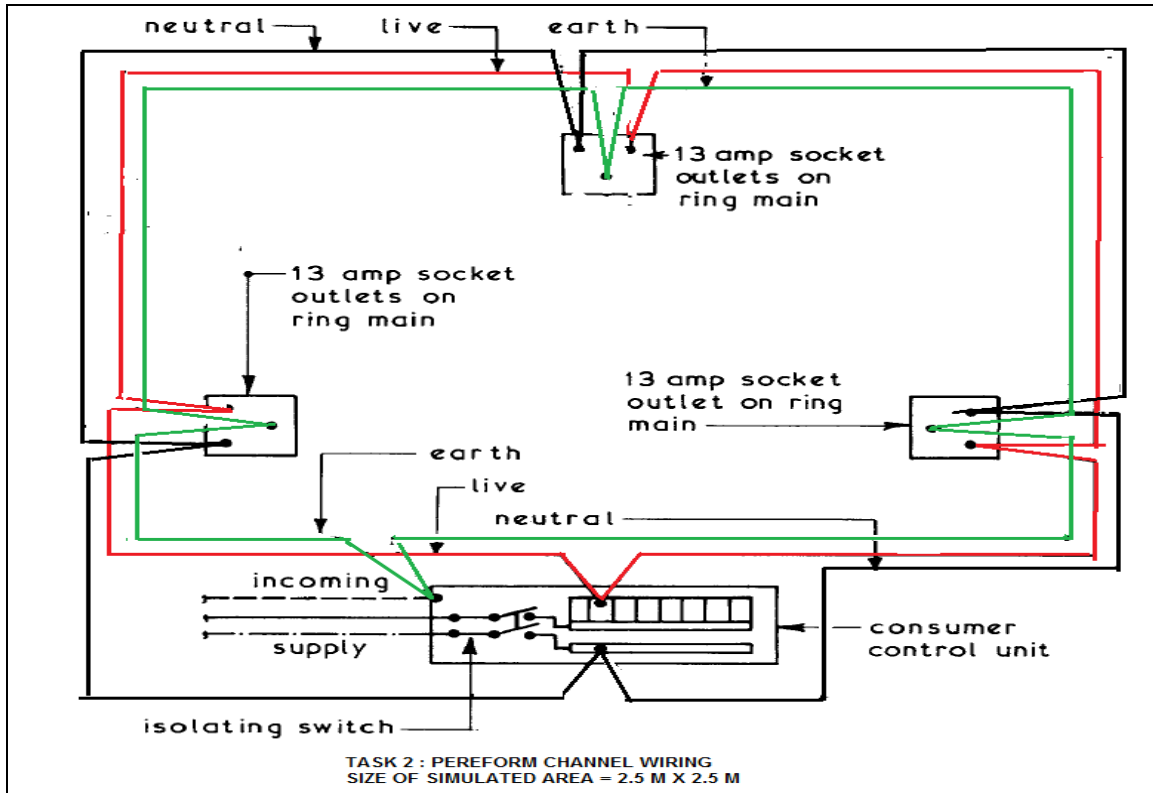 neutral live earth
13 amp socket
outlets on
ring main
13 amp socket
outlets on
ring main
13 amp socket
outlet on ring
main
earth
live
neutral
incoming
supply
consumer
control unit
isolating switch
TASK 2 : PEREFORM CHANNEL WIRING
SIZE OF SIMULATED AREA = 2.5 M X 2.5 M